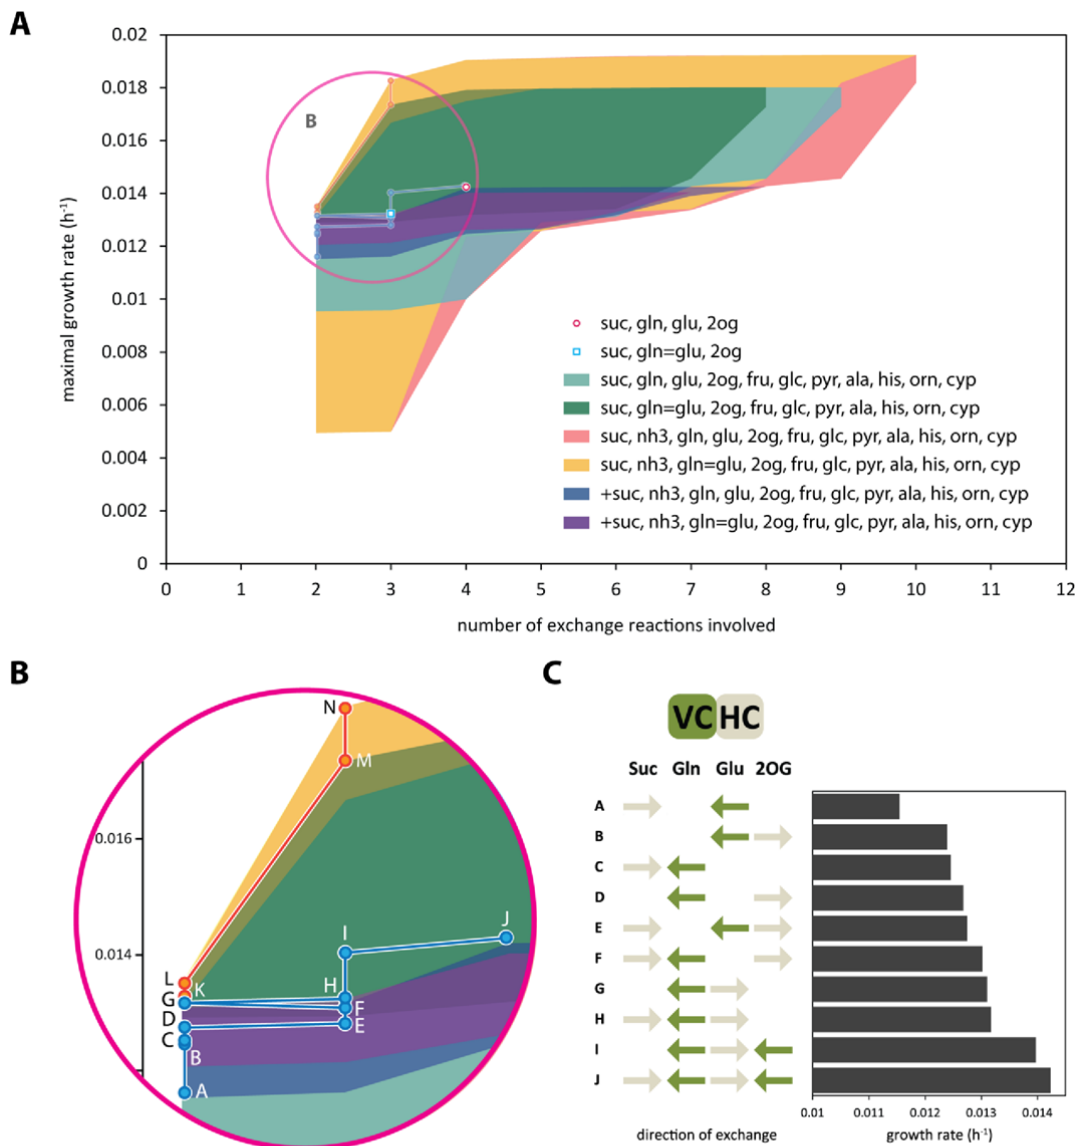 A
0.02
0.018
0.016
0.014
0.012
0.01
0.008
0.006
0.004
0.002
0
maximal growth rate (h⁻¹)
B
suc, gln, glu, 2og
suc, gln=glu, 2og
suc, gln, glu, 2og, fru, glc, pyr, ala, his, orn, cyp
suc, gln=glu, 2og, fru, glc, pyr, ala, his, orn, cyp
suc, nh3, gln, glu, 2og, fru, glc, pyr, ala, his, orn, cyp
suc, nh3, gln=glu, 2og, fru, glc, pyr, ala, his, orn, cyp
+suc, nh3, gln, glu, 2og, fru, glc, pyr, ala, his, orn, cyp
+suc, nh3, gln=glu, 2og, fru, glc, pyr, ala, his, orn, cyp
0 1 2 3 4 5 6 7 8 9 10 11 12
number of exchange reactions involved
B
0.016
0.014
N
M
J
I
L
K
H
G
F
D
E
C
B
A
C
VC HC
Suc Gln Glu 2OG
A
B
C
D
E
F
G
H
I
J
0.01 0.011 0.012 0.013 0.014
direction of exchange
growth rate (h⁻¹)